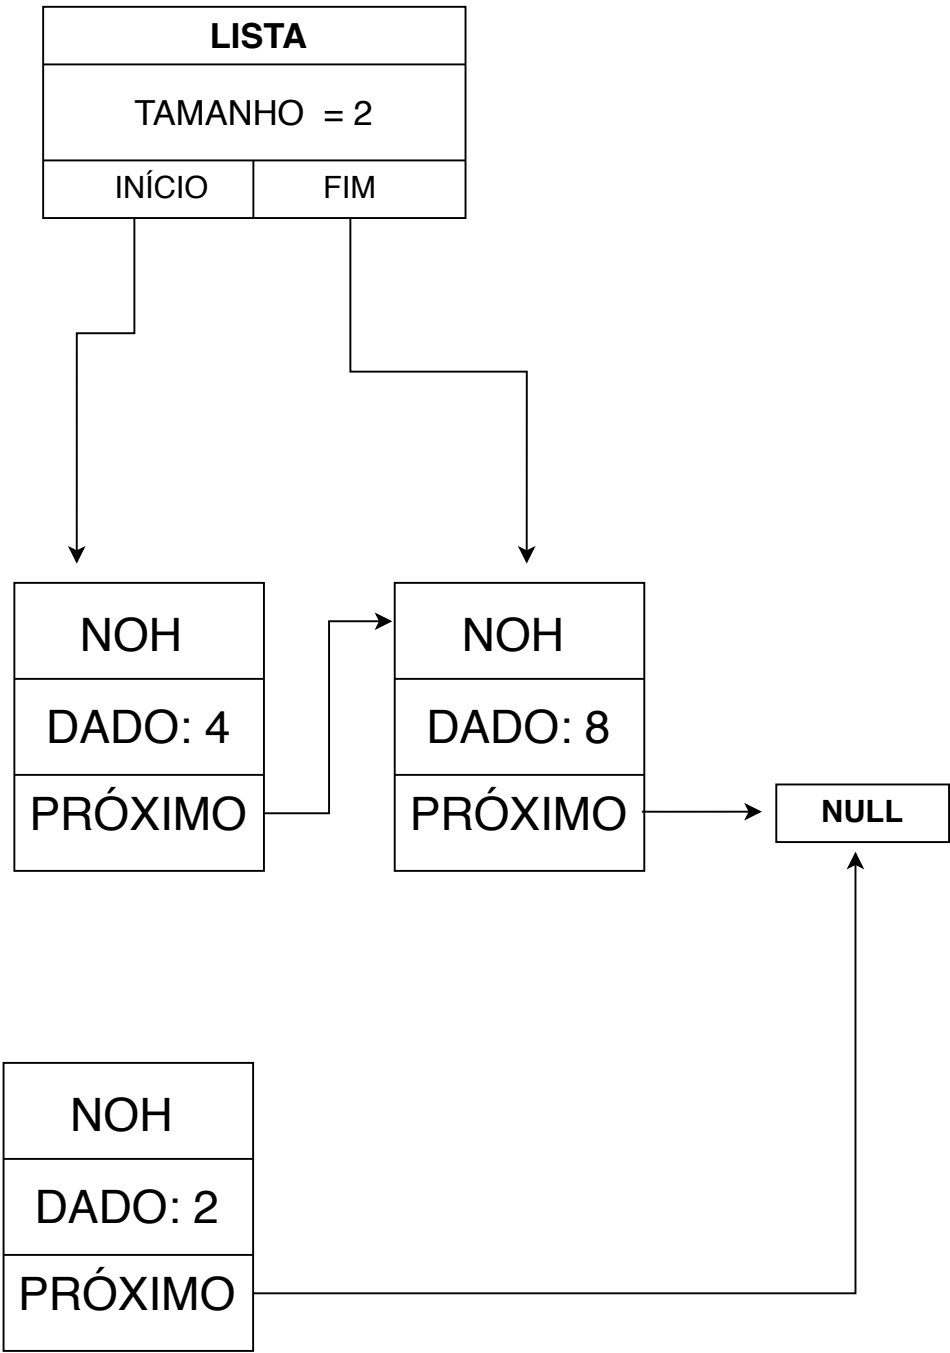 LISTA
TAMANHO = 2
INÍCIO FIM
NOH NOH
DADO: 4 DADO: 8
PRÓXIMO PRÓXIMO NULL
NOH
DADO: 2
PRÓXIMO